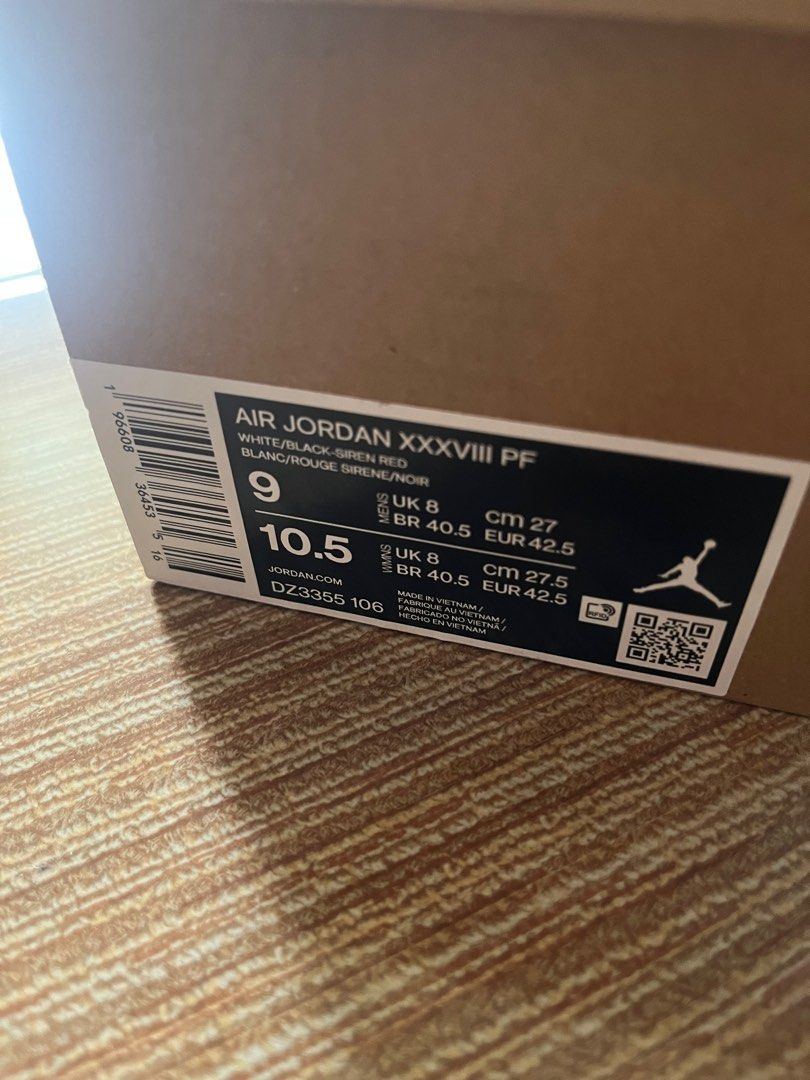 1 96608 36453 5 16
AIR JORDAN XXXVIII PF
WHITE/BLACK-SIREN RED
BLANC/ROUGE SIRENE/NOIR
9
MENS
UK 8
cm 27
BR 40.5
EUR 42.5
10.5
WMNS
UK 8
cm 27.5
BR 40.5
EUR 42.5
JORDAN.COM
DZ3355 106
MADE IN VIETNAM /
FABRIQUE AU VIETNAM /
FABRICADO NO VIETNÃ /
HECHO EN VIETNAM
RFID